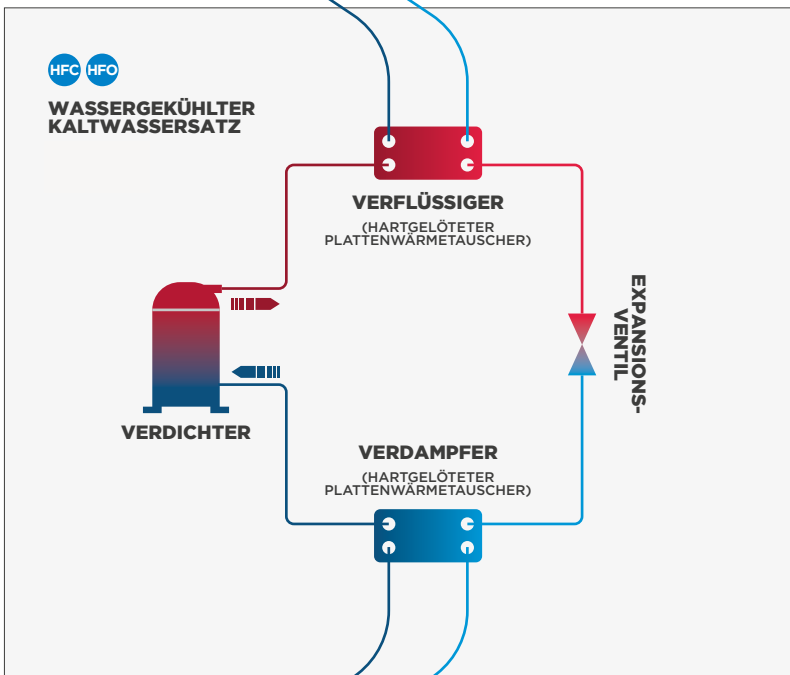 HFC HFO
WASSERGEKÜHLTER
KALTWASSERSATZ
VERFLÜSSIGER
(HARTGELÖTETER
PLATTENWÄRMETAUSCHER)
EXPANSIONS-
VENTIL
VERDICHTER
VERDAMPFER
(HARTGELÖTETER
PLATTENWÄRMETAUSCHER)